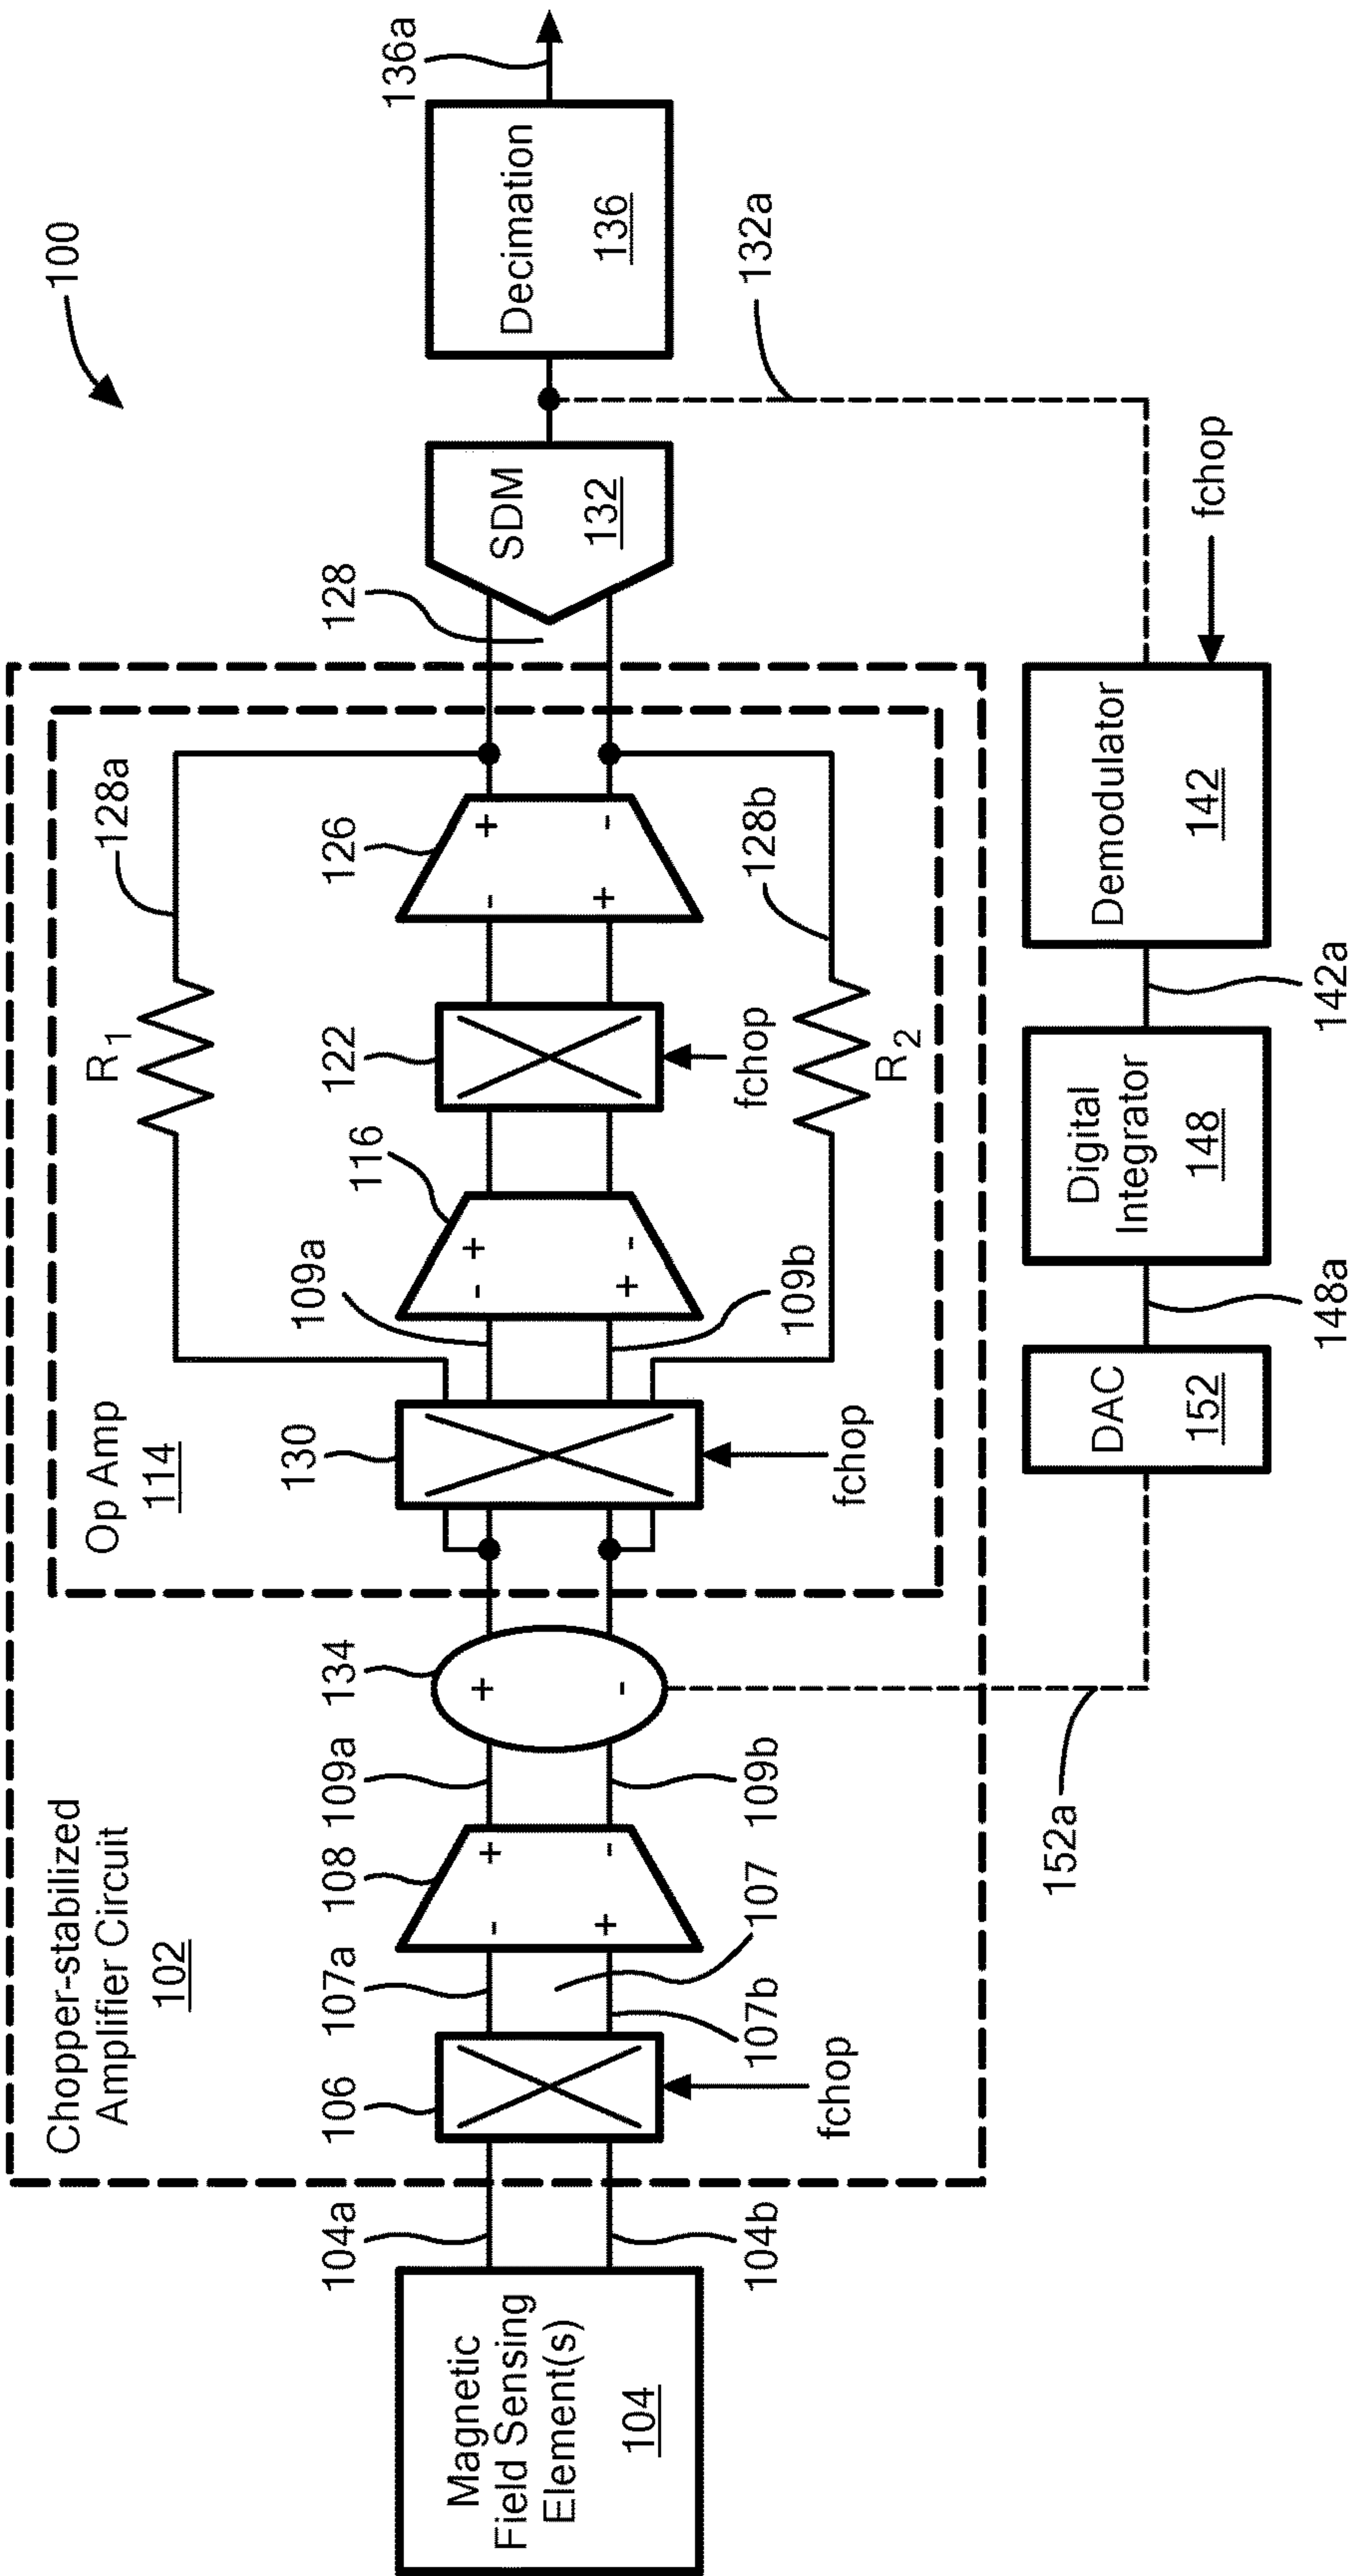 100
Chopper-stabilized
Amplifier Circuit
102
Op Amp
114
R1
128a
136a
104a
106
107a
108
109a
134
130
109a
116
122
126
128
Magnetic
Field Sensing
Element(s)
104
-
+
+
-
+
-
-
+
+
-
-
+
+
-
SDM
132
Decimation
136
104b
107b
107
109b
109b
fchop
fchop
fchop
R2
128b
132a
152a
DAC
152
Digital
Integrator
148
Demodulator
142
fchop
148a
142a